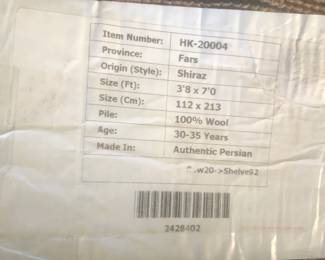 Item Number: HK-20004
Province: Fars
Origin (Style): Shiraz
Size (Ft): 3'8 x 7'0
Size (Cm): 112 x 213
Pile: 100% Wool
Age: 30-35 Years
Made In: Authentic Persian
.w20->Shelve02
2428402